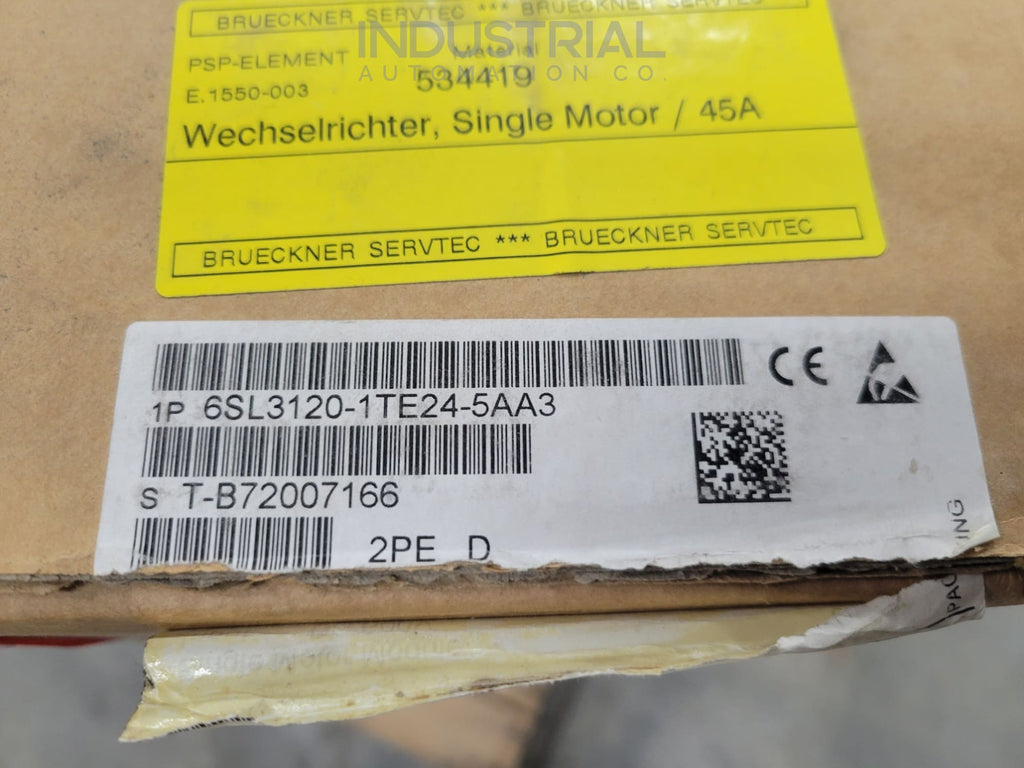 BRUECKNER SERVTEC *** BRUECKNER SERVTEC
INDUSTRIAL
AUTOMATION CO.
PSP-ELEMENT Material
E.1550-003 534419
Wechselrichter, Single Motor / 45A
BRUECKNER SERVTEC *** BRUECKNER SERVTEC
CE
1P 6SL3120-1TE24-5AA3
S T-B72007166
2PE D